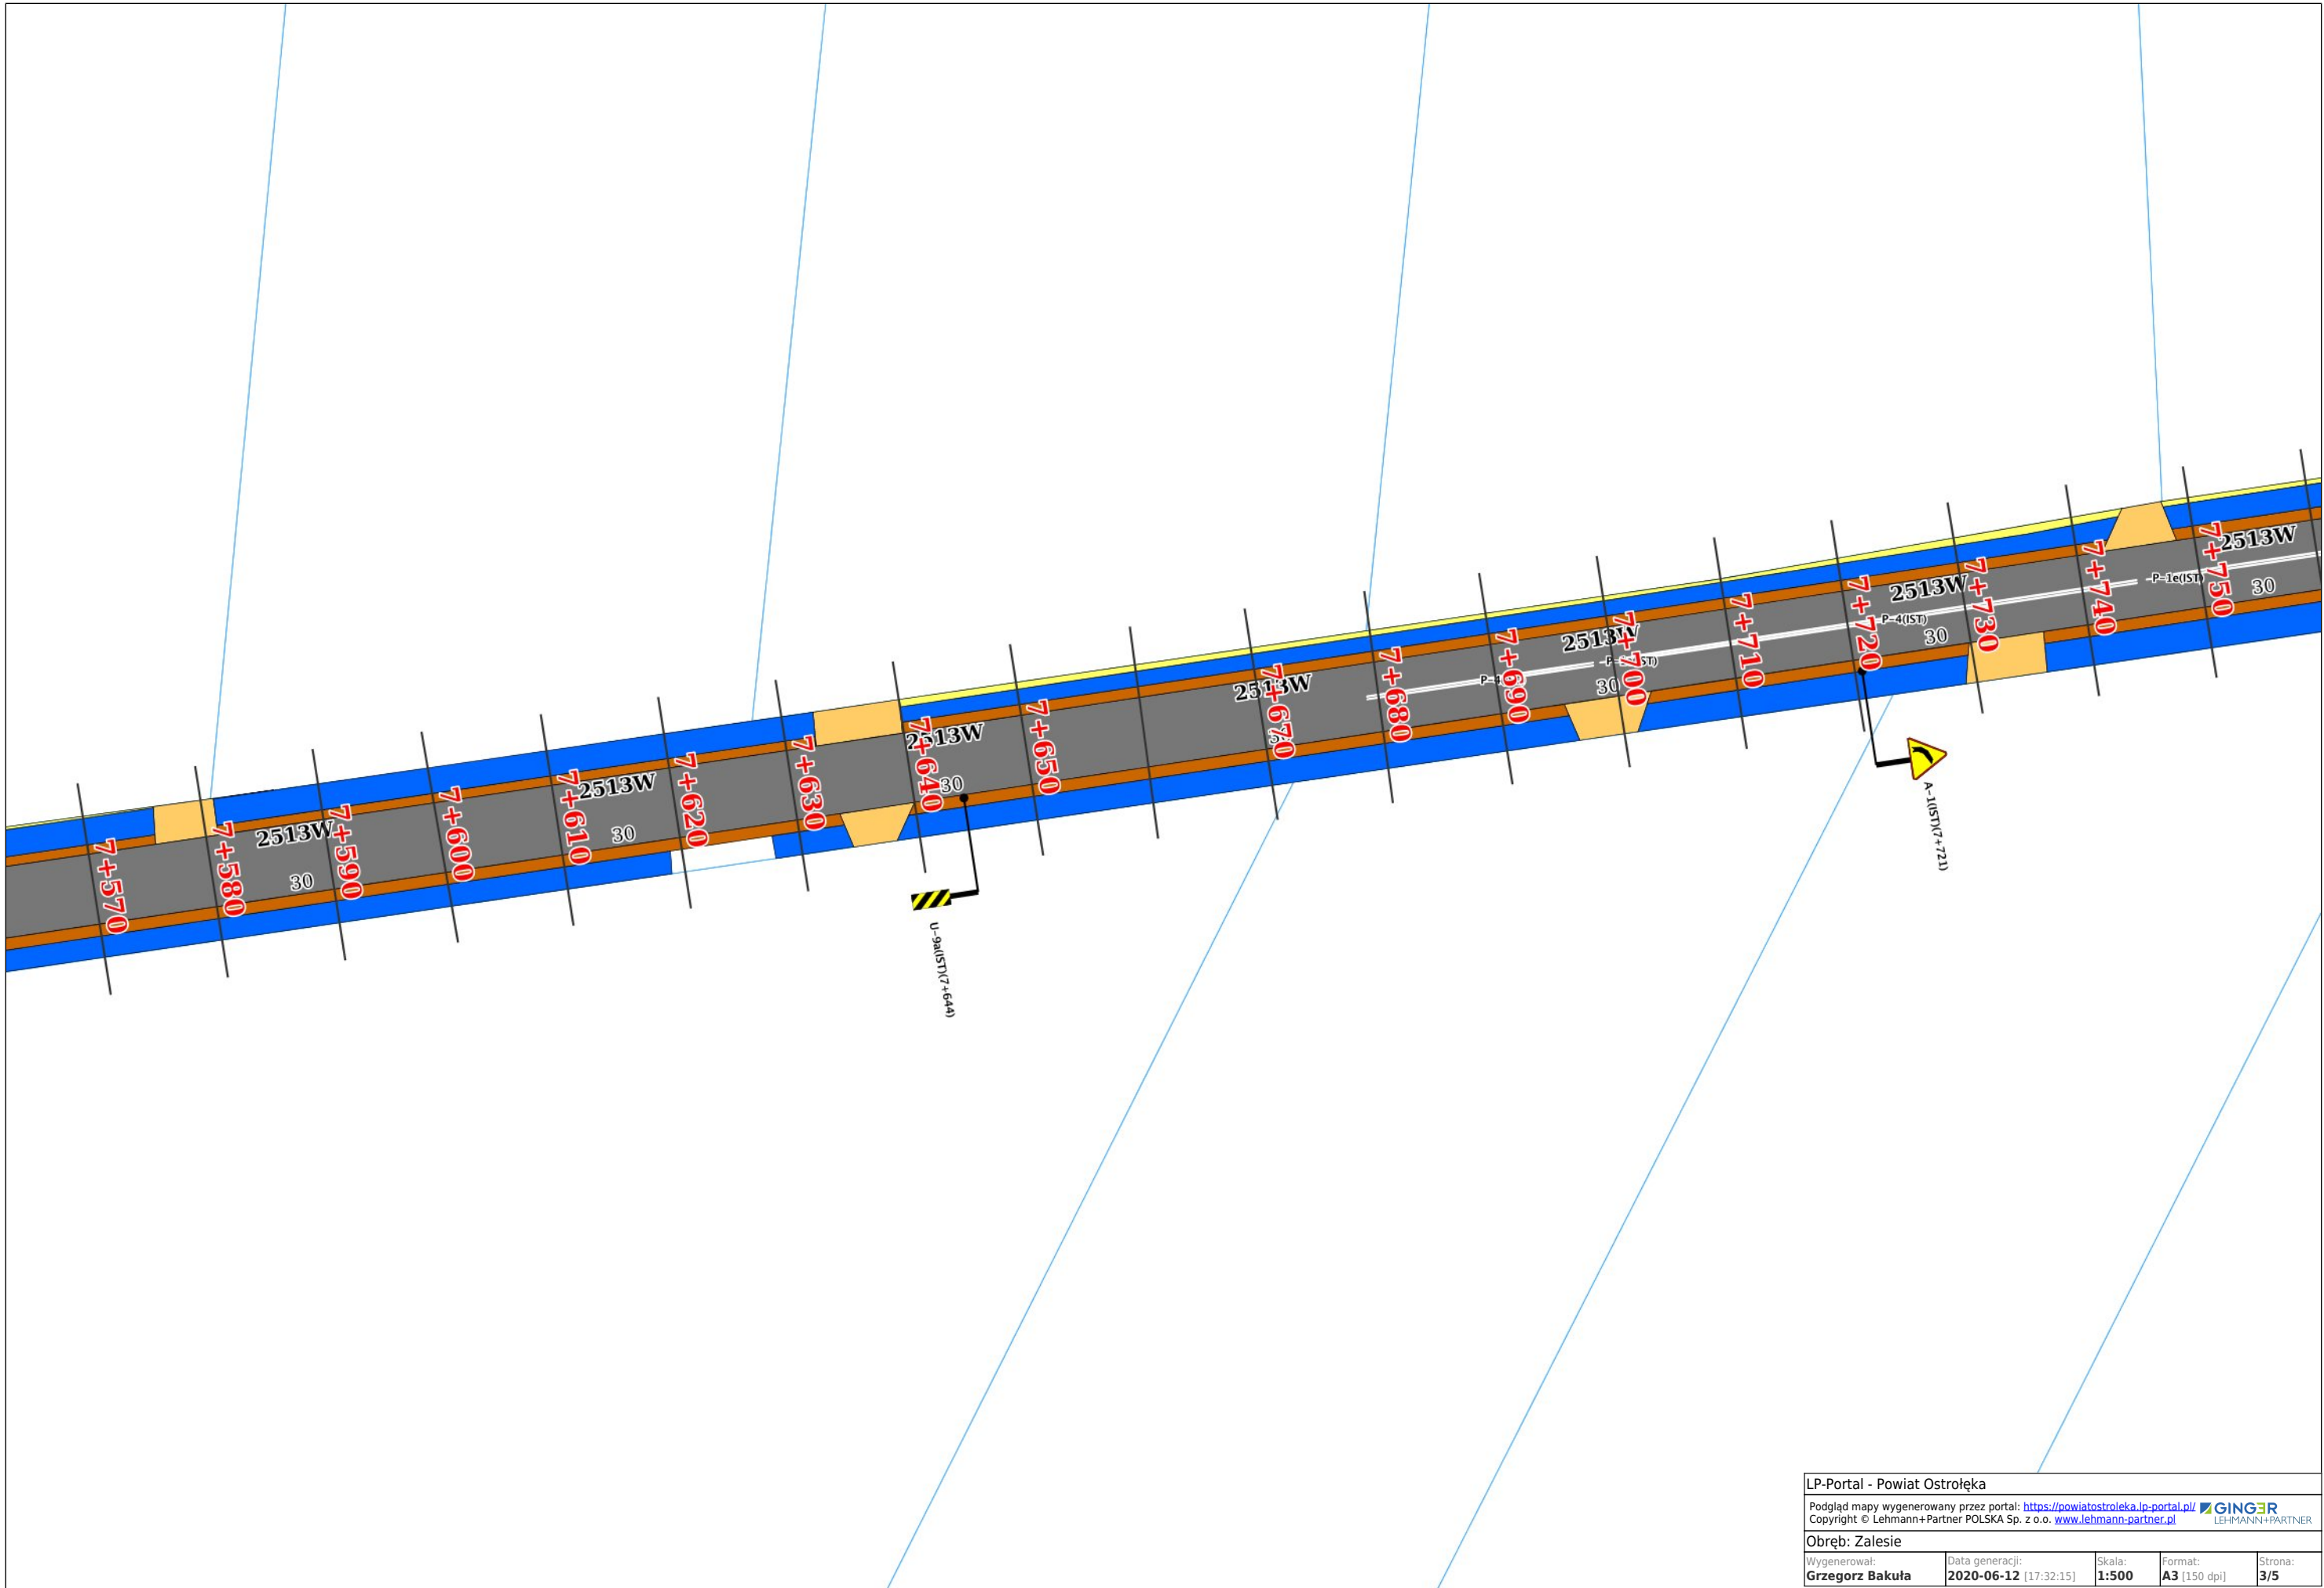 2513W
7+750
30
P-1e(IST)
7+740
2513W
7+730
P-4(IST)
30
7+720
7+710
2513W
7+700
30
7+690
7+680
2513W
7+670
7+650
2513W
7+640
30
7+630
7+620
2513W
30
7+610
7+600
7+590
2513W
30
7+580
7+570
A-1(IST)(7+721)
U-9a(IST)(7+644)
LP-Portal - Powiat Ostrołęka
Podgląd mapy wygenerowany przez portal: https://powiatostroleka.lp-portal.pl/
Copyright © Lehmann+Partner POLSKA Sp. z o.o. www.lehmann-partner.pl
GINGER
LEHMANN+PARTNER
Obręb: Zalesie
Wygenerował: Data generacji: Skala: Format: Strona:
Grzegorz Bakuła 2020-06-12 [17:32:15] 1:500 A3 [150 dpi] 3/5